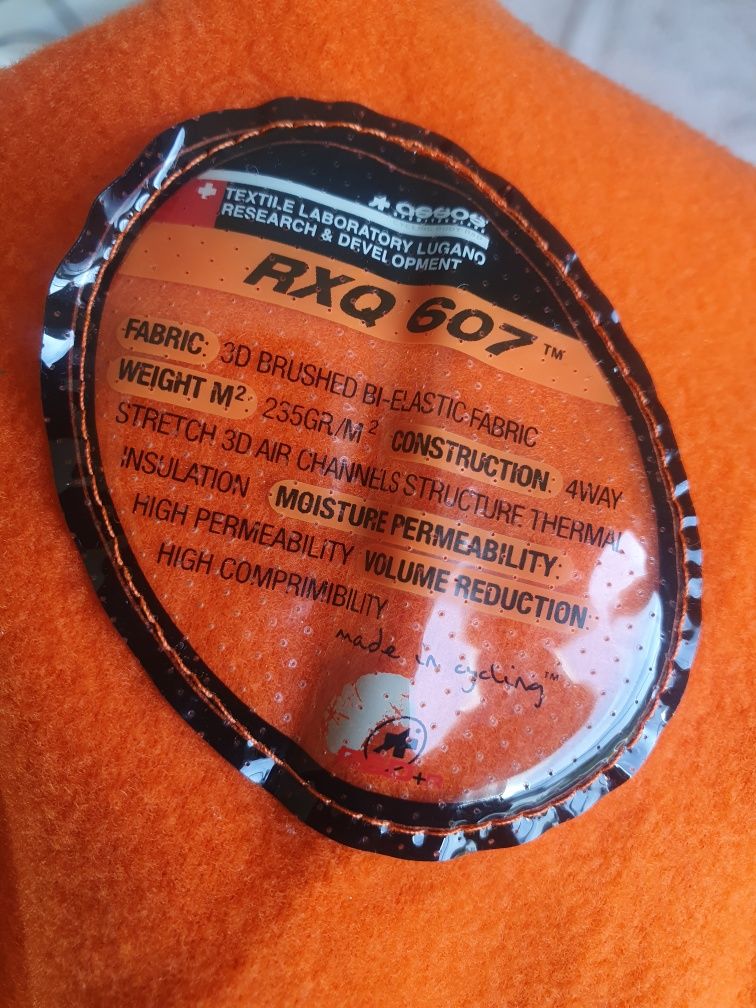 assos
TEXTILE LABORATORY LUGANO
RESEARCH & DEVELOPMENT
RXQ 607™
FABRIC: 3D BRUSHED BI-ELASTIC FABRIC
WEIGHT M² 235GR/M² CONSTRUCTION: 4WAY
STRETCH 3D AIR CHANNELS STRUCTURE THERMAL
INSULATION MOISTURE PERMEABILITY:
HIGH PERMEABILITY VOLUME REDUCTION:
HIGH COMPRIMIBILITY
made in cycling™